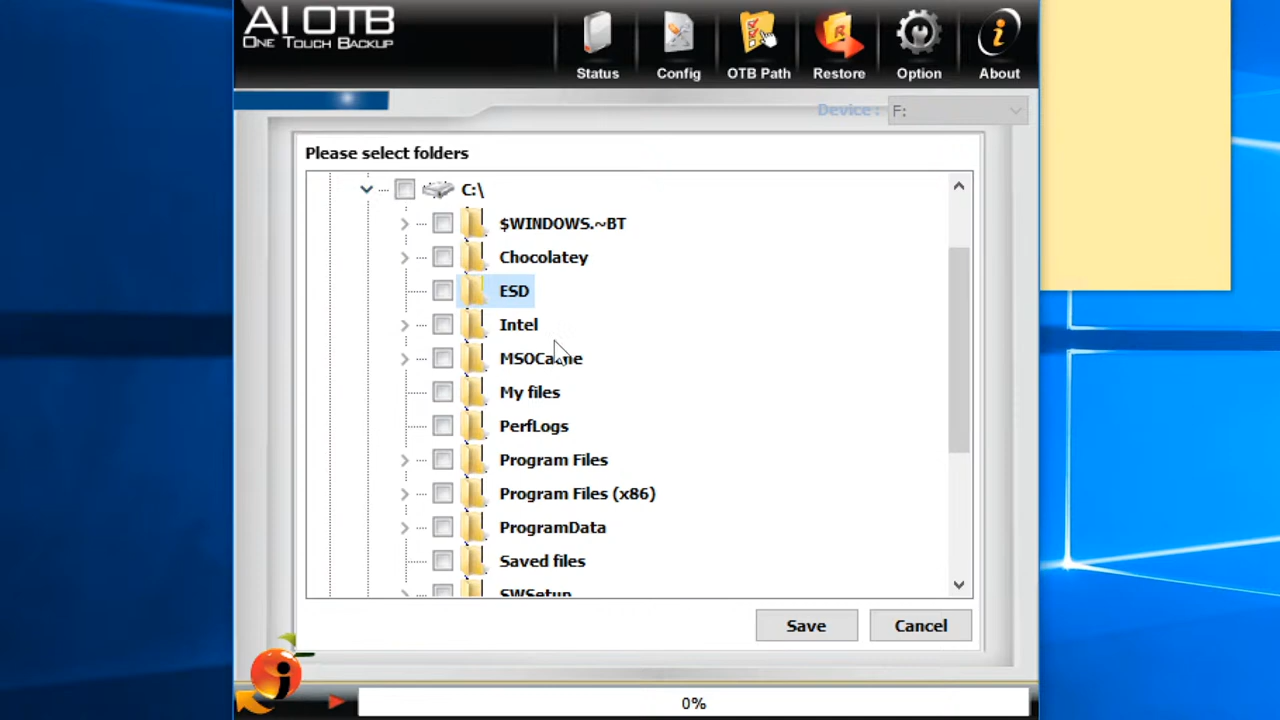 AI OTB
ONE TOUCH BACKUP
Status
Config
OTB Path
Restore
Option
About
Device : F:
Please select folders
C:\
$WINDOWS.~BT
Chocolatey
ESD
Intel
MSOCache
My files
PerfLogs
Program Files
Program Files (x86)
ProgramData
Saved files
SWSetup
Save
Cancel
0%